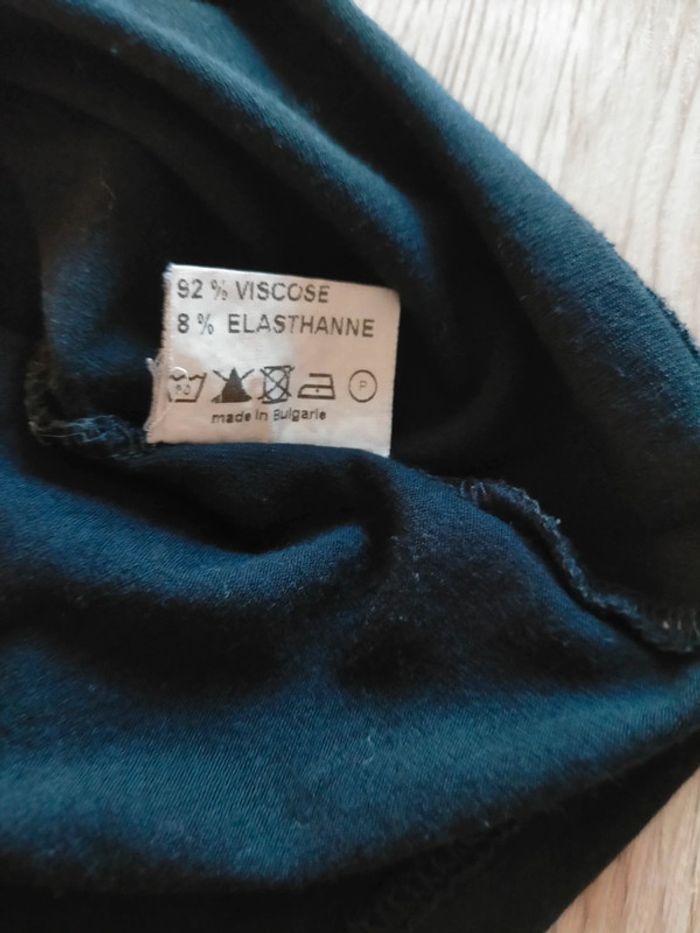 92 % VISCOSE
8 % ELASTHANNE
P
made in Bulgarie